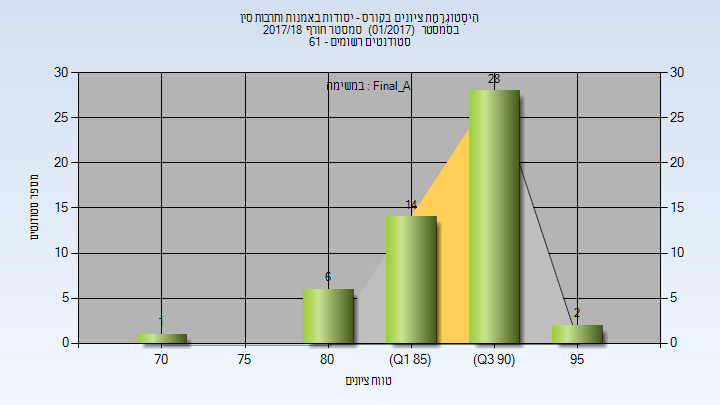 היסטוגרמת ציונים בקורס - יסודות באמנות ותרבות סין
בסמסטר (01/2017) סמסטר חורף 2017/18
סטודנטים רשומים - 61
במשימה : Final_A
מספר סטודנטים
30 25 20 15 10 5 0
30 25 20 15 10 5 0
1 6 14 28 2
70 75 80 (Q1 85) (Q3 90) 95
טווח ציונים